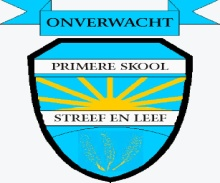 ONVERWACHT
PRIMERE SKOOL
STREEF EN LEEF